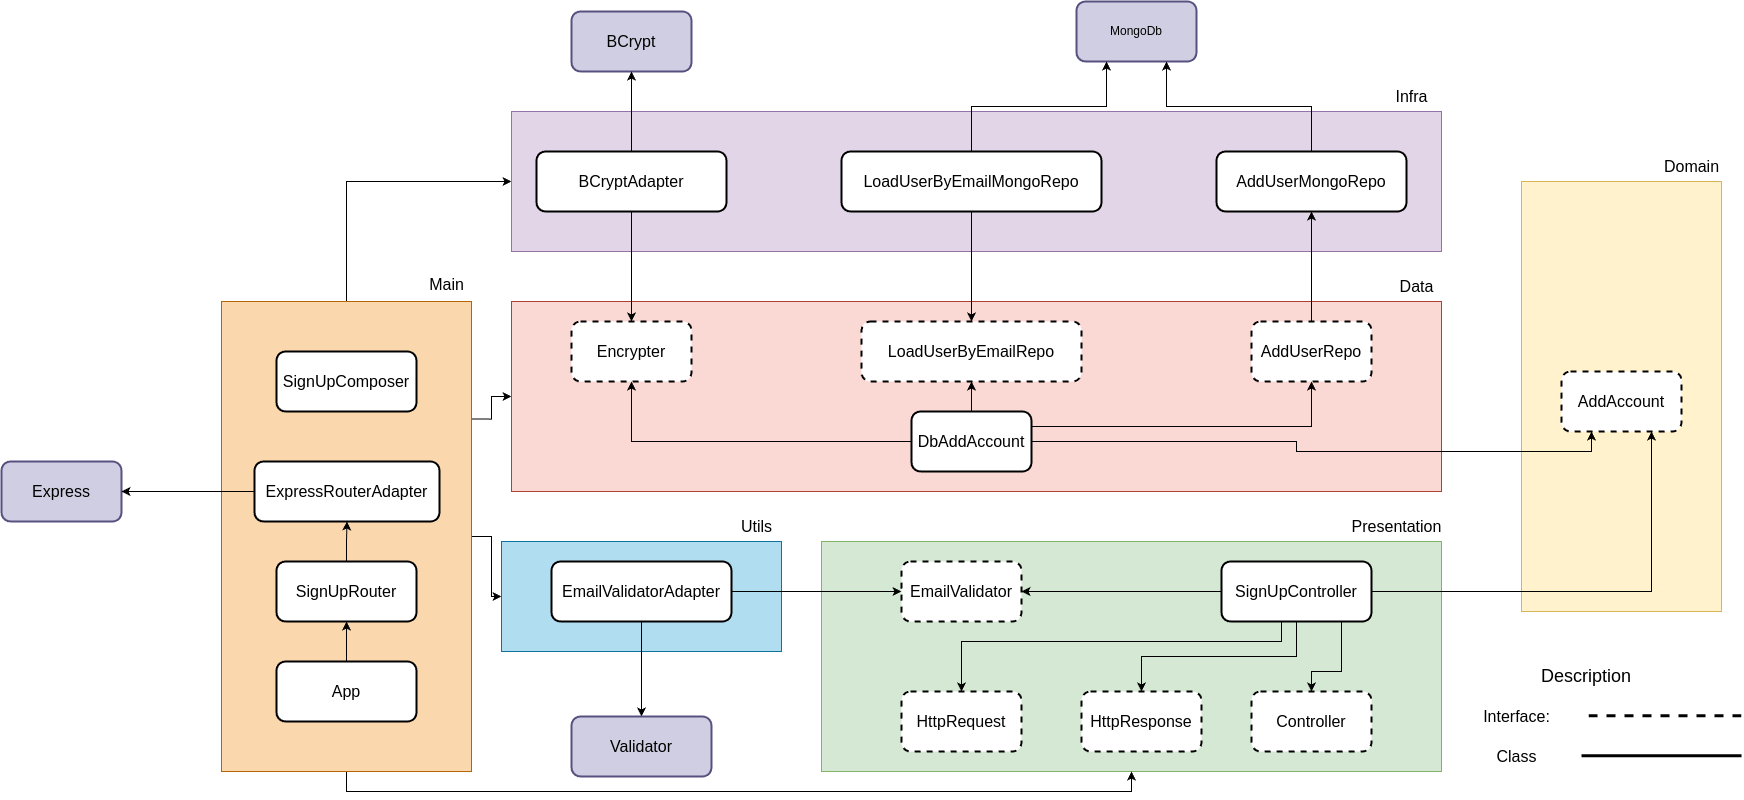 BCrypt
MongoDb
Infra
BCryptAdapter
LoadUserByEmailMongoRepo
AddUserMongoRepo
Domain
Main
Data
SignUpComposer
Encrypter
LoadUserByEmailRepo
AddUserRepo
AddAccount
DbAddAccount
Express
ExpressRouterAdapter
Utils
Presentation
SignUpRouter
EmailValidatorAdapter
EmailValidator
SignUpController
App
Validator
HttpRequest
HttpResponse
Controller
Description
Interface:
Class